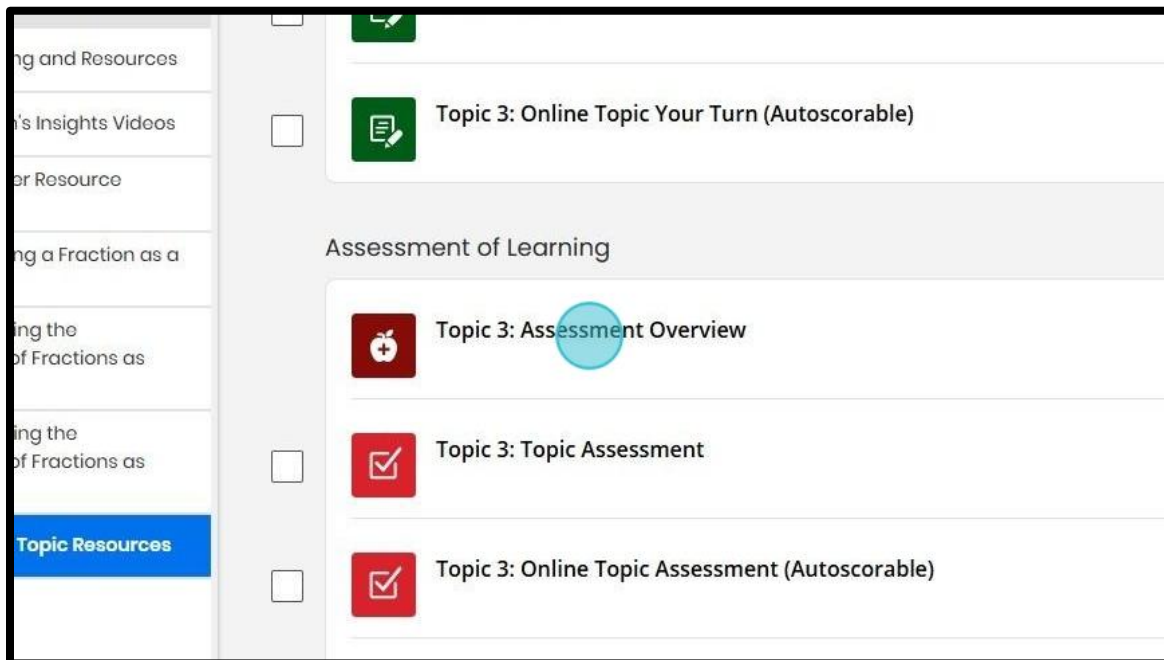 ng and Resources
's Insights Videos
er Resource
ng a Fraction as a
ing the
of Fractions as
ing the
of Fractions as
Topic Resources
Topic 3: Online Topic Your Turn (Autoscorable)
Assessment of Learning
Topic 3: Assessment Overview
Topic 3: Topic Assessment
Topic 3: Online Topic Assessment (Autoscorable)